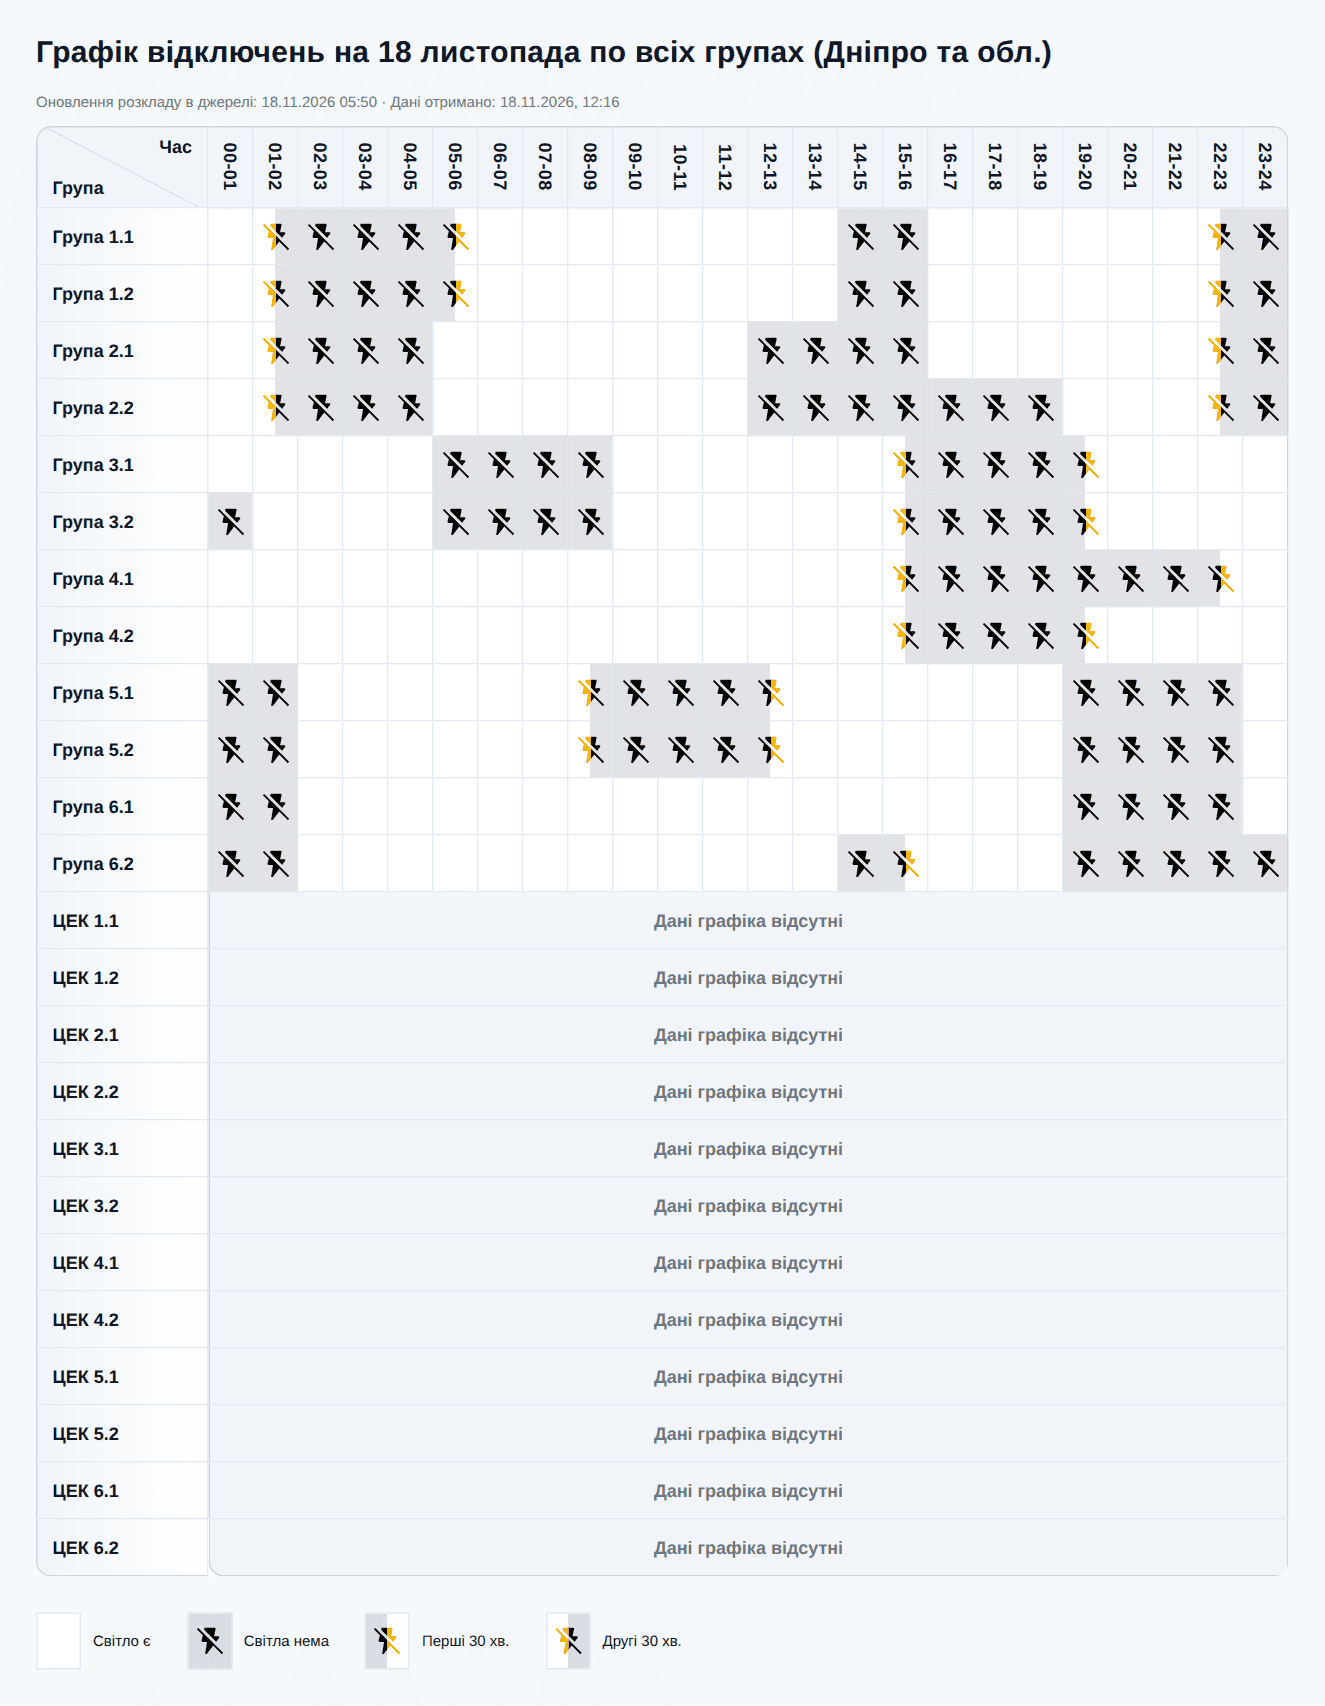 Графік відключень на 18 листопада по всіх групах (Дніпро та обл.)
Оновлення розкладу в джерелі: 18.11.2026 05:50 · Дані отримано: 18.11.2026, 12:16
Час
Група
00-01 01-02 02-03 03-04 04-05 05-06 06-07 07-08 08-09 09-10 10-11 11-12 12-13 13-14 14-15 15-16 16-17 17-18 18-19 19-20 20-21 21-22 22-23 23-24
Група 1.1
Група 1.2
Група 2.1
Група 2.2
Група 3.1
Група 3.2
Група 4.1
Група 4.2
Група 5.1
Група 5.2
Група 6.1
Група 6.2
ЦЕК 1.1 Дані графіка відсутні
ЦЕК 1.2 Дані графіка відсутні
ЦЕК 2.1 Дані графіка відсутні
ЦЕК 2.2 Дані графіка відсутні
ЦЕК 3.1 Дані графіка відсутні
ЦЕК 3.2 Дані графіка відсутні
ЦЕК 4.1 Дані графіка відсутні
ЦЕК 4.2 Дані графіка відсутні
ЦЕК 5.1 Дані графіка відсутні
ЦЕК 5.2 Дані графіка відсутні
ЦЕК 6.1 Дані графіка відсутні
ЦЕК 6.2 Дані графіка відсутні
Світло є Світла нема Перші 30 хв. Другі 30 хв.